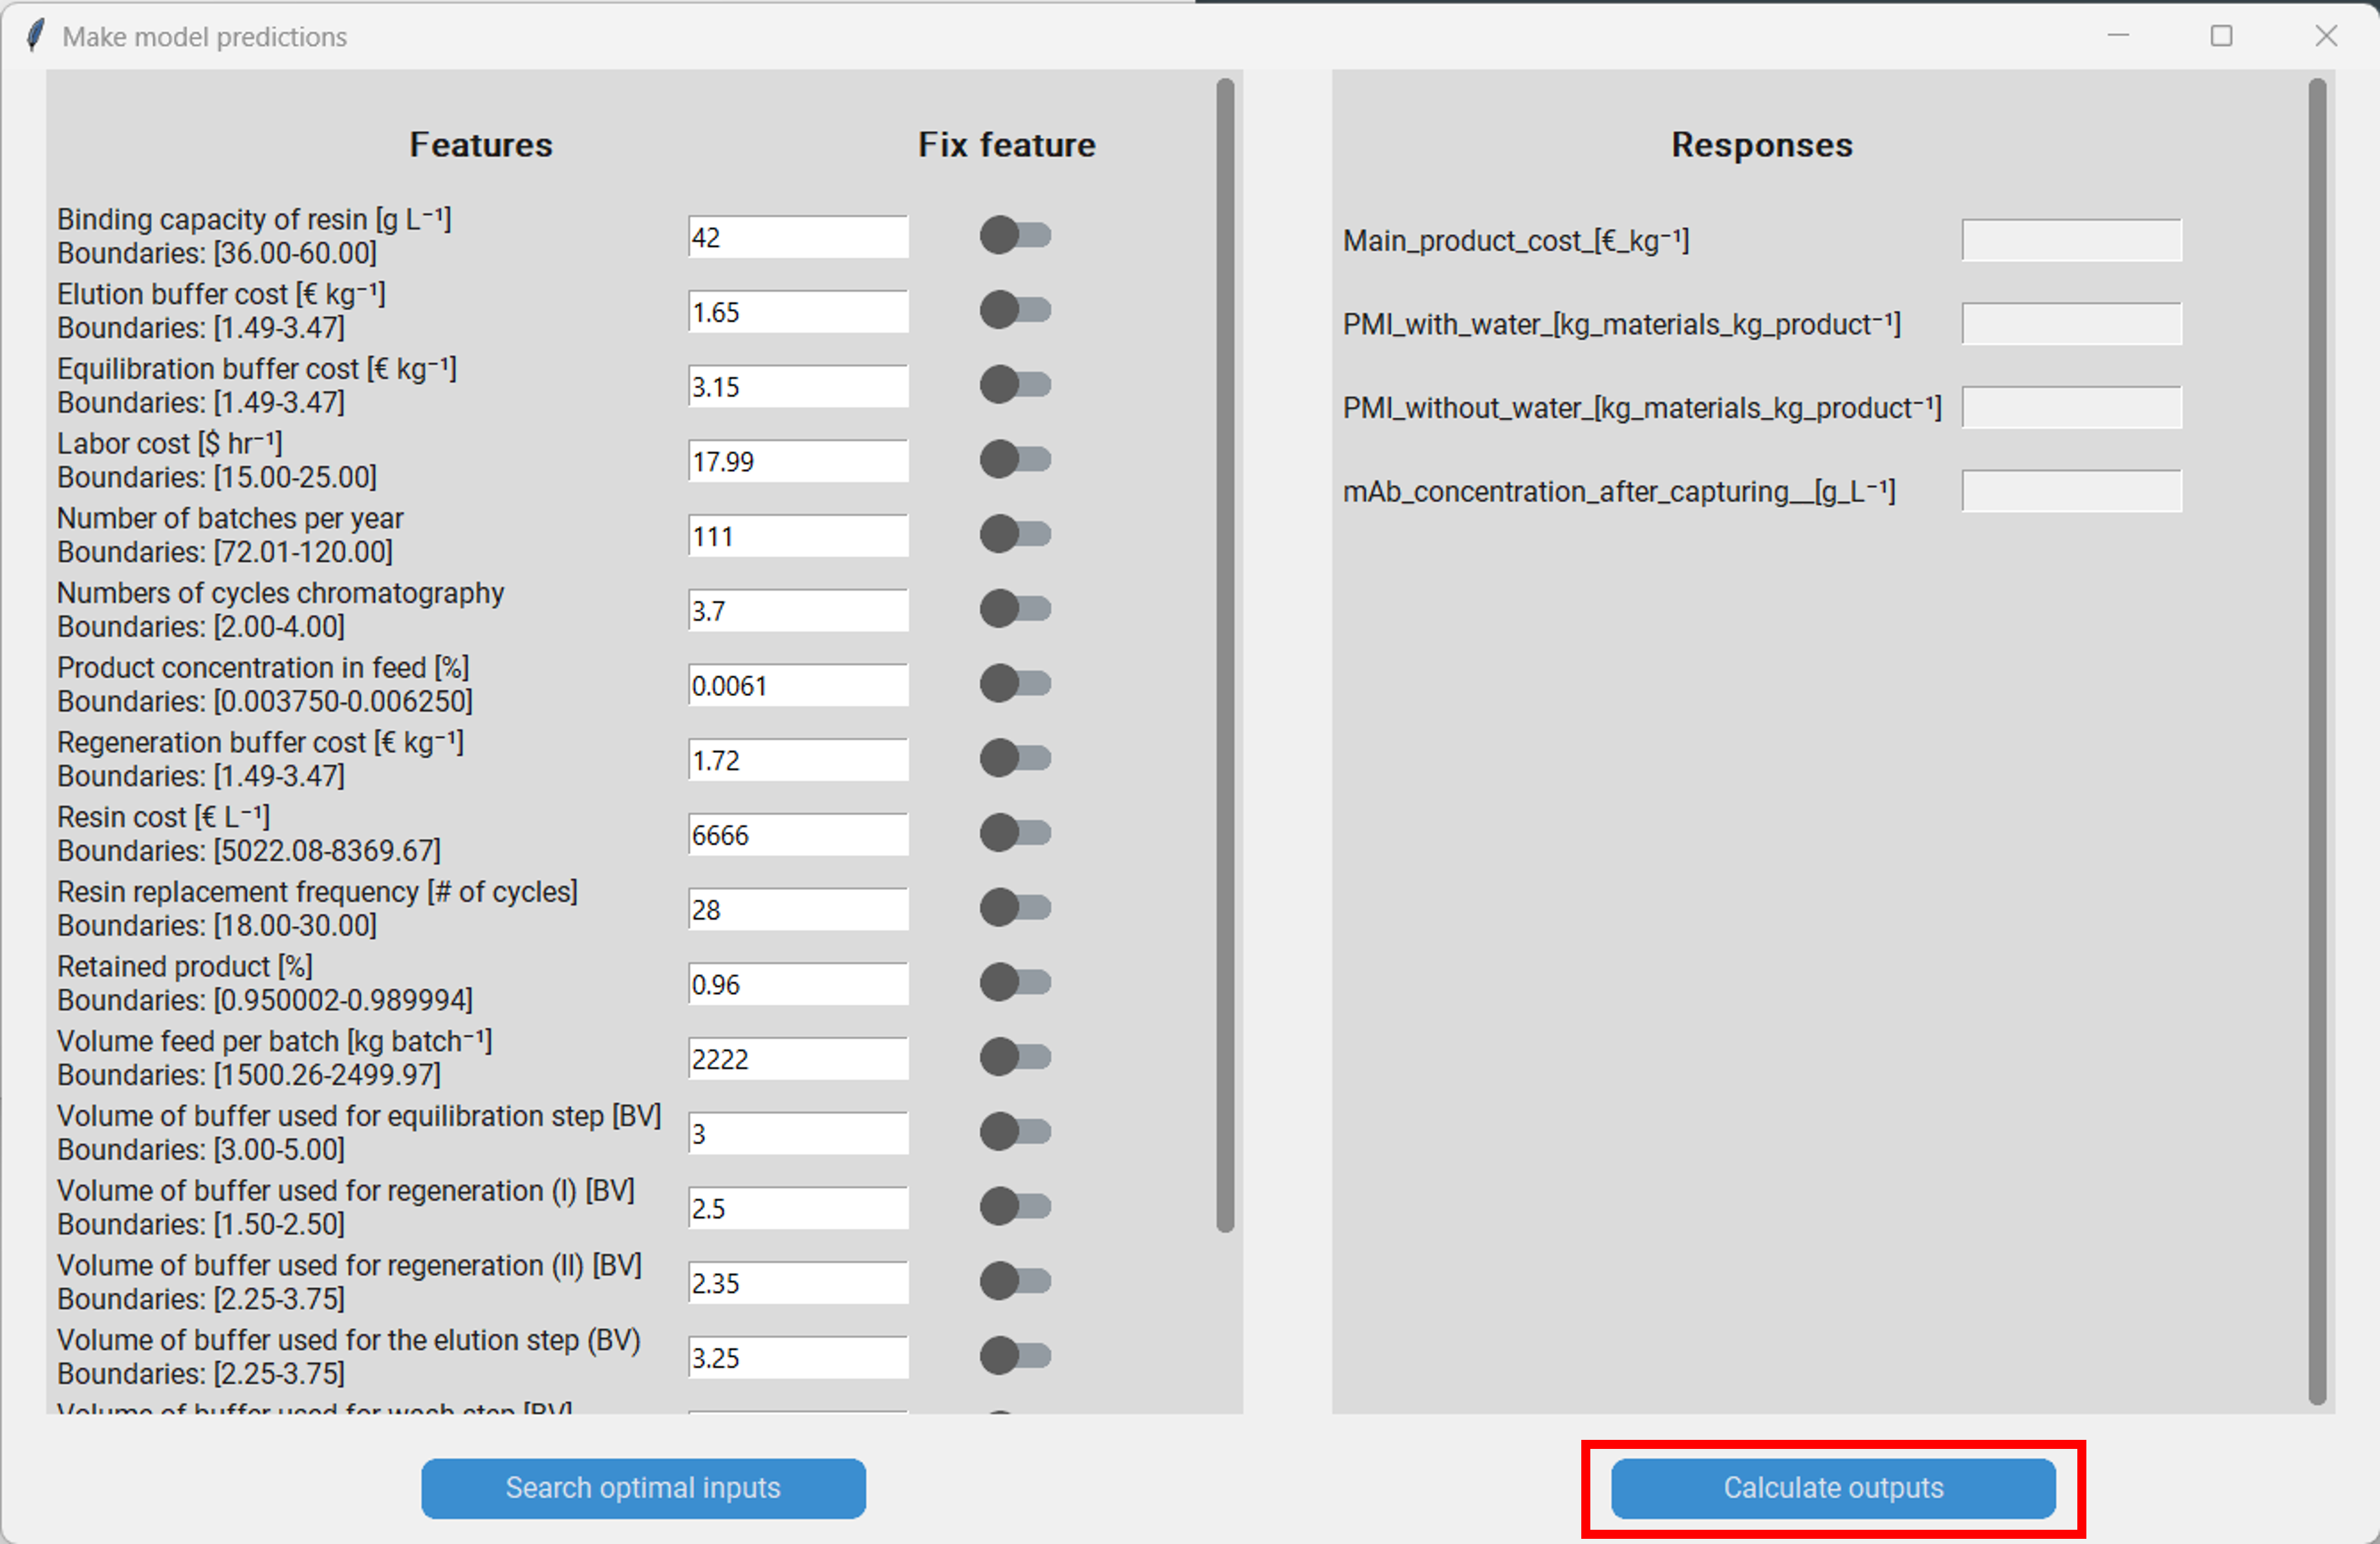 Make model predictions
Features
Fix feature
Binding capacity of resin [g L⁻¹]
Boundaries: [36.00-60.00]
42
Elution buffer cost [€ kg⁻¹]
Boundaries: [1.49-3.47]
1.65
Equilibration buffer cost [€ kg⁻¹]
Boundaries: [1.49-3.47]
3.15
Labor cost [$ hr⁻¹]
Boundaries: [15.00-25.00]
17.99
Number of batches per year
Boundaries: [72.01-120.00]
111
Numbers of cycles chromatography
Boundaries: [2.00-4.00]
3.7
Product concentration in feed [%]
Boundaries: [0.003750-0.006250]
0.0061
Regeneration buffer cost [€ kg⁻¹]
Boundaries: [1.49-3.47]
1.72
Resin cost [€ L⁻¹]
Boundaries: [5022.08-8369.67]
6666
Resin replacement frequency [# of cycles]
Boundaries: [18.00-30.00]
28
Retained product [%]
Boundaries: [0.950002-0.989994]
0.96
Volume feed per batch [kg batch⁻¹]
Boundaries: [1500.26-2499.97]
2222
Volume of buffer used for equilibration step [BV]
Boundaries: [3.00-5.00]
3
Volume of buffer used for regeneration (I) [BV]
Boundaries: [1.50-2.50]
2.5
Volume of buffer used for regeneration (II) [BV]
Boundaries: [2.25-3.75]
2.35
Volume of buffer used for the elution step (BV)
Boundaries: [2.25-3.75]
3.25
Volume of buffer used for wash step [BV]
Search optimal inputs
Responses
Main_product_cost_[€_kg⁻¹]
PMI_with_water_[kg_materials_kg_product⁻¹]
PMI_without_water_[kg_materials_kg_product⁻¹]
mAb_concentration_after_capturing__[g_L⁻¹]
Calculate outputs